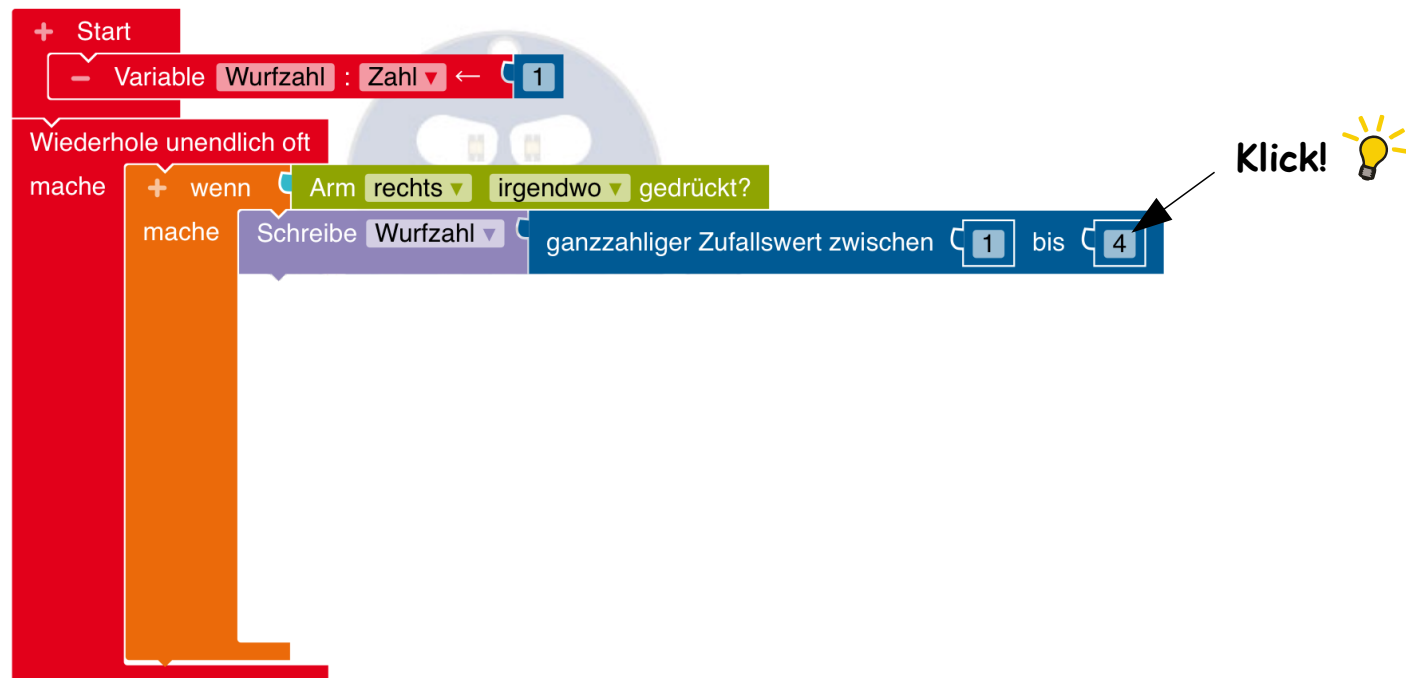 + Start
− Variable Wurfzahl : Zahl ▾ ← 1
Wiederhole unendlich oft
Klick!
mache + wenn Arm rechts ▾ irgendwo ▾ gedrückt?
mache Schreibe Wurfzahl ▾ ganzzahliger Zufallswert zwischen 1 bis 4